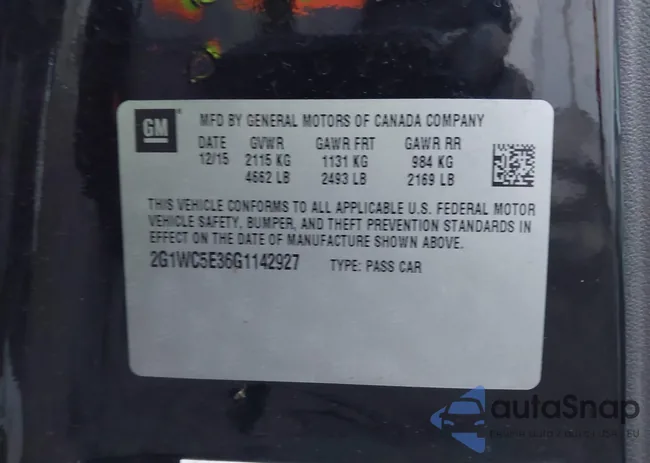 GM
MFD BY GENERAL MOTORS OF CANADA COMPANY
DATE GVWR GAWR FRT GAWR RR
12/15 2115 KG 1131 KG 984 KG
4662 LB 2493 LB 2169 LB
THIS VEHICLE CONFORMS TO ALL APPLICABLE U.S. FEDERAL MOTOR
VEHICLE SAFETY, BUMPER, AND THEFT PREVENTION STANDARDS IN
EFFECT ON THE DATE OF MANUFACTURE SHOWN ABOVE.
2G1WC5E36G1142927 TYPE: PASS CAR
autaSnap